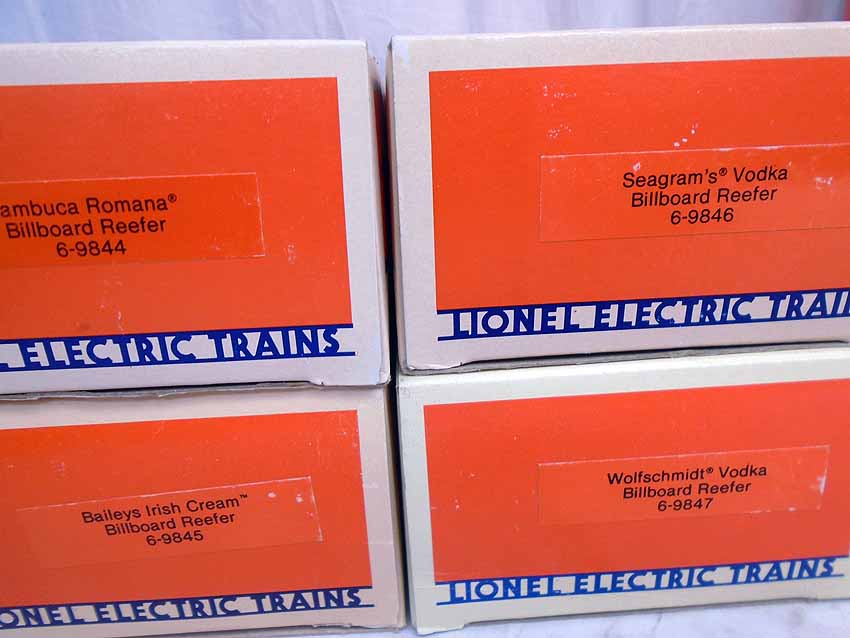 ambuca Romana®
Billboard Reefer
6-9844
L ELECTRIC TRAINS
Seagram's® Vodka
Billboard Reefer
6-9846
LIONEL ELECTRIC TRAI
Baileys Irish Cream™
Billboard Reefer
6-9845
ONEL ELECTRIC TRAINS
Wolfschmidt® Vodka
Billboard Reefer
6-9847
LIONEL ELECTRIC TRAINS